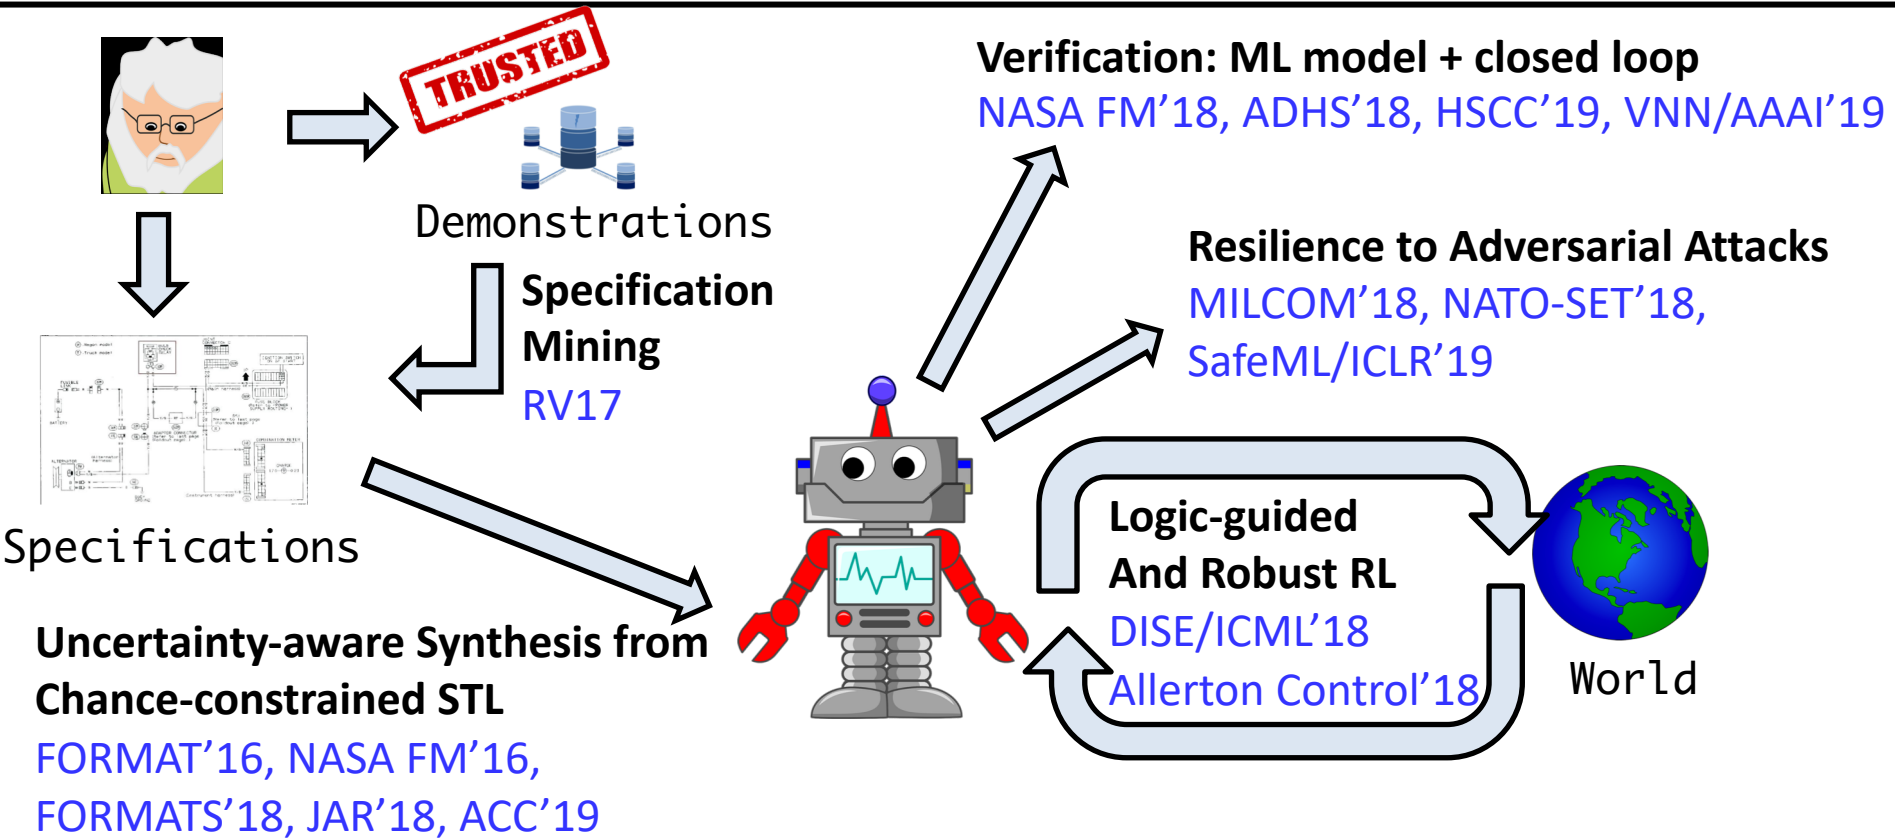 TRUSTED
Demonstrations
Specification
Mining
RV17
Specifications
Uncertainty-aware Synthesis from
Chance-constrained STL
FORMAT’16, NASA FM’16,
FORMATS’18, JAR’18, ACC’19
Verification: ML model + closed loop
NASA FM’18, ADHS’18, HSCC’19, VNN/AAAI’19
Resilience to Adversarial Attacks
MILCOM’18, NATO-SET’18,
SafeML/ICLR’19
Logic-guided
And Robust RL
DISE/ICML’18
Allerton Control’18
World